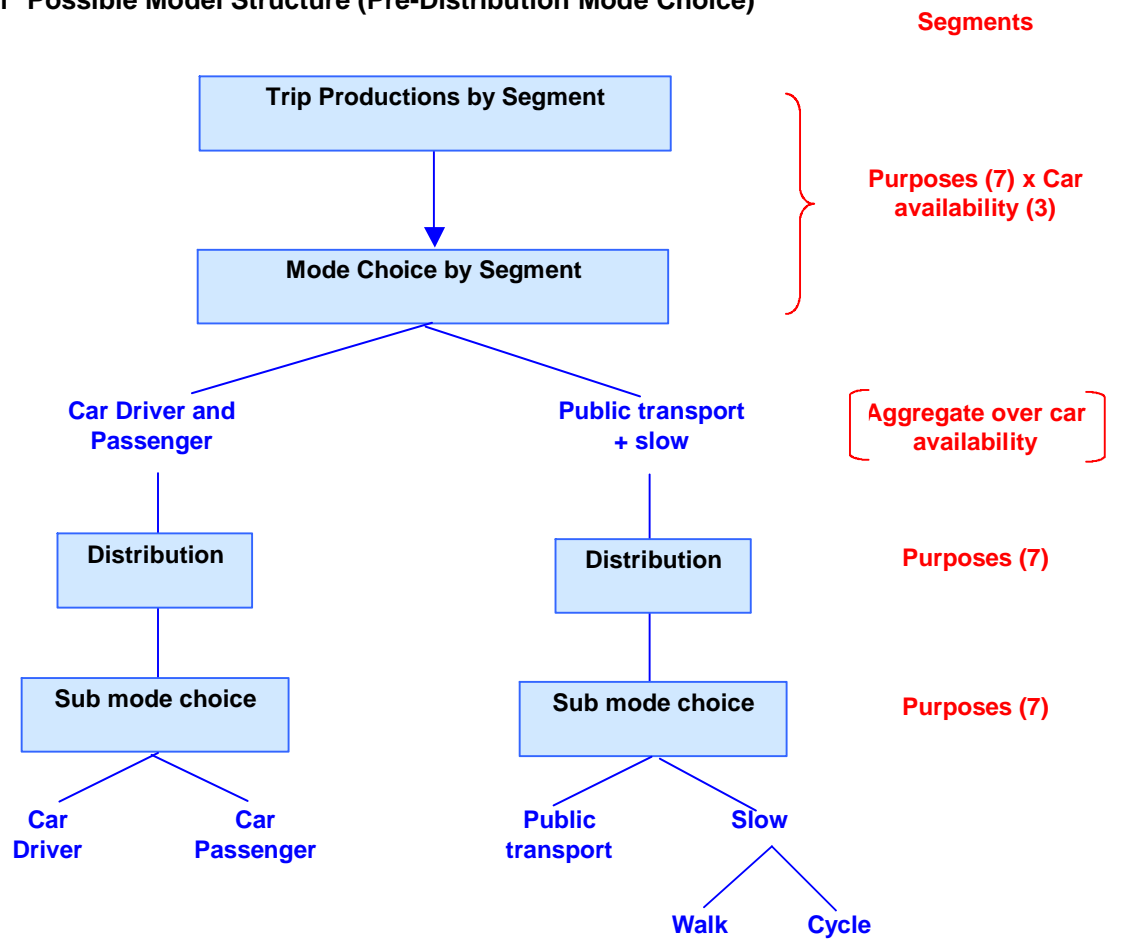 Possible Model Structure (Pre-Distribution Mode Choice)
Segments
Trip Productions by Segment
Purposes (7) x Car
availability (3)
Mode Choice by Segment
Car Driver and
Passenger
Public transport
+ slow
Aggregate over car
availability
Distribution
Distribution
Purposes (7)
Sub mode choice
Sub mode choice
Purposes (7)
Car
Driver
Car
Passenger
Public
transport
Slow
Walk
Cycle